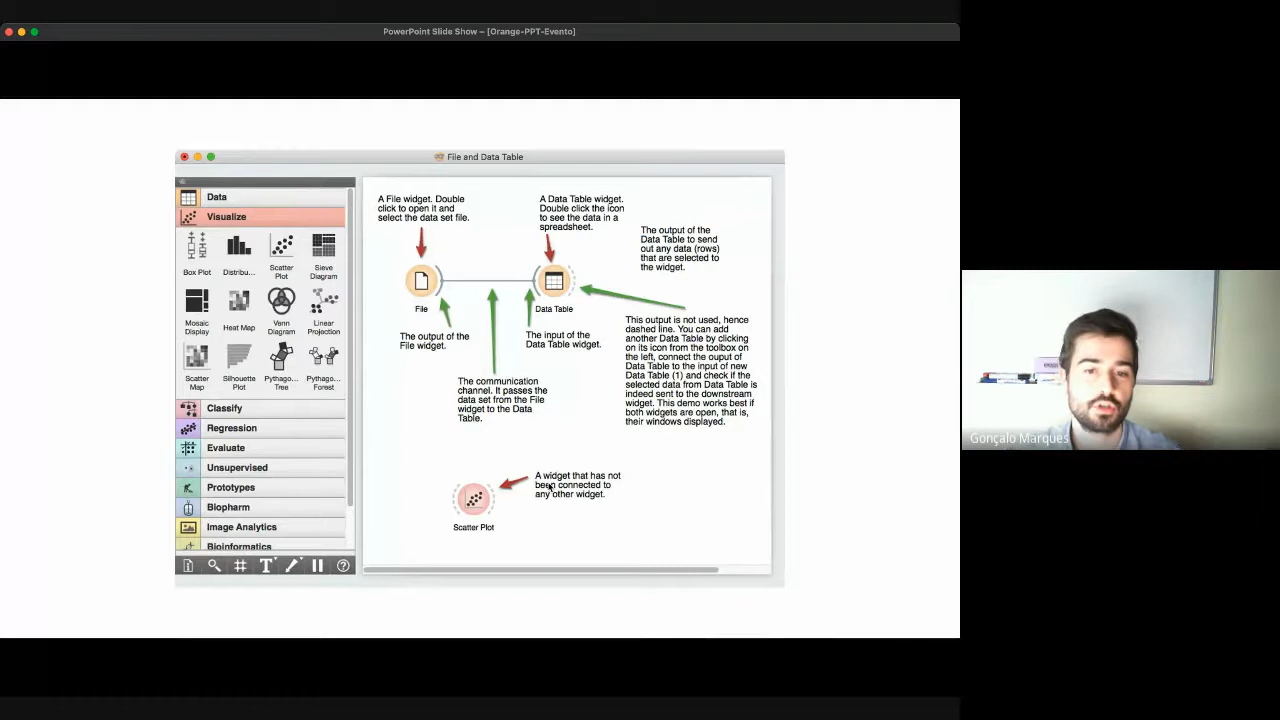 PowerPoint Slide Show – [Orange-PPT-Evento]
File and Data Table
Data
Visualize
Box Plot
Distribu...
Scatter
Plot
Sieve
Diagram
Mosaic
Display
Heat Map
Venn
Diagram
Linear
Projection
Scatter
Map
Silhouette
Plot
Pythago...
Tree
Pythago...
Forest
Classify
Regression
Evaluate
Unsupervised
Prototypes
Biopharm
Image Analytics
Bioinformatics
A File widget. Double
click to open it and
select the data set file.
A Data Table widget.
Double click the icon
to see the data in a
spreadsheet.
The output of the
Data Table to send
out any data (rows)
that are selected to
the widget.
File
Data Table
The output of the
File widget.
The input of the
Data Table widget.
This output is not used, hence
dashed line. You can add
another Data Table by clicking
on its icon from the toolbox on
the left, connect the ouput of
Data Table to the input of new
Data Table (1) and check if the
selected data from Data Table is
indeed sent to the downstream
widget. This demo works best if
both widgets are open, that is,
their windows displayed.
The communication
channel. It passes the
data set from the File
widget to the Data
Table.
A widget that has not
been connected to
any other widget.
Scatter Plot
Gonçalo Marques